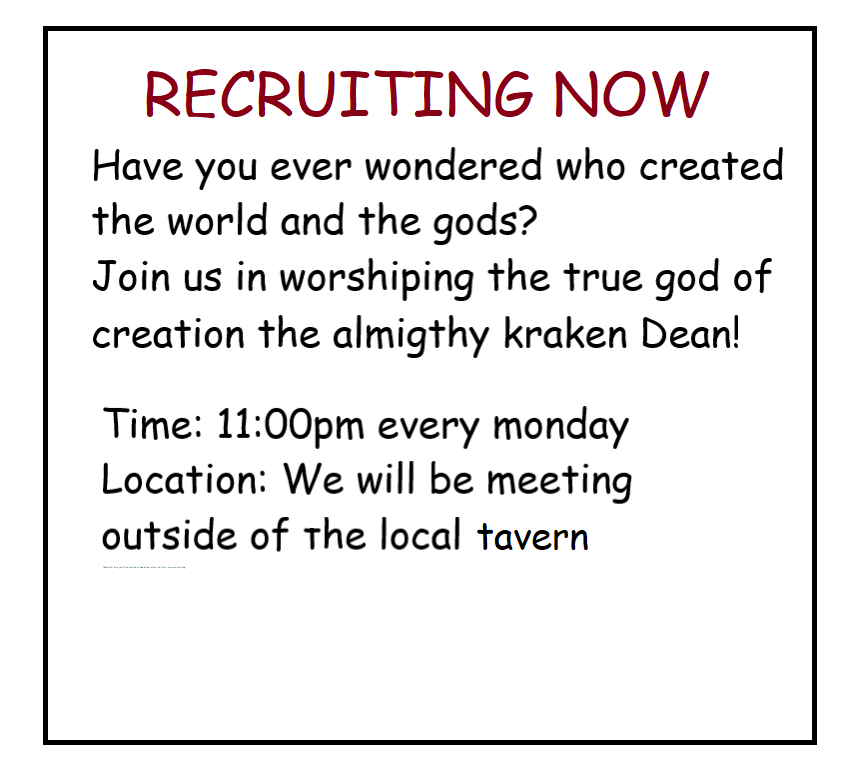 RECRUITING NOW
Have you ever wondered who created
the world and the gods?
Join us in worshiping the true god of
creation the almigthy kraken Dean!
Time: 11:00pm every monday
Location: We will be meeting
outside of the local tavern